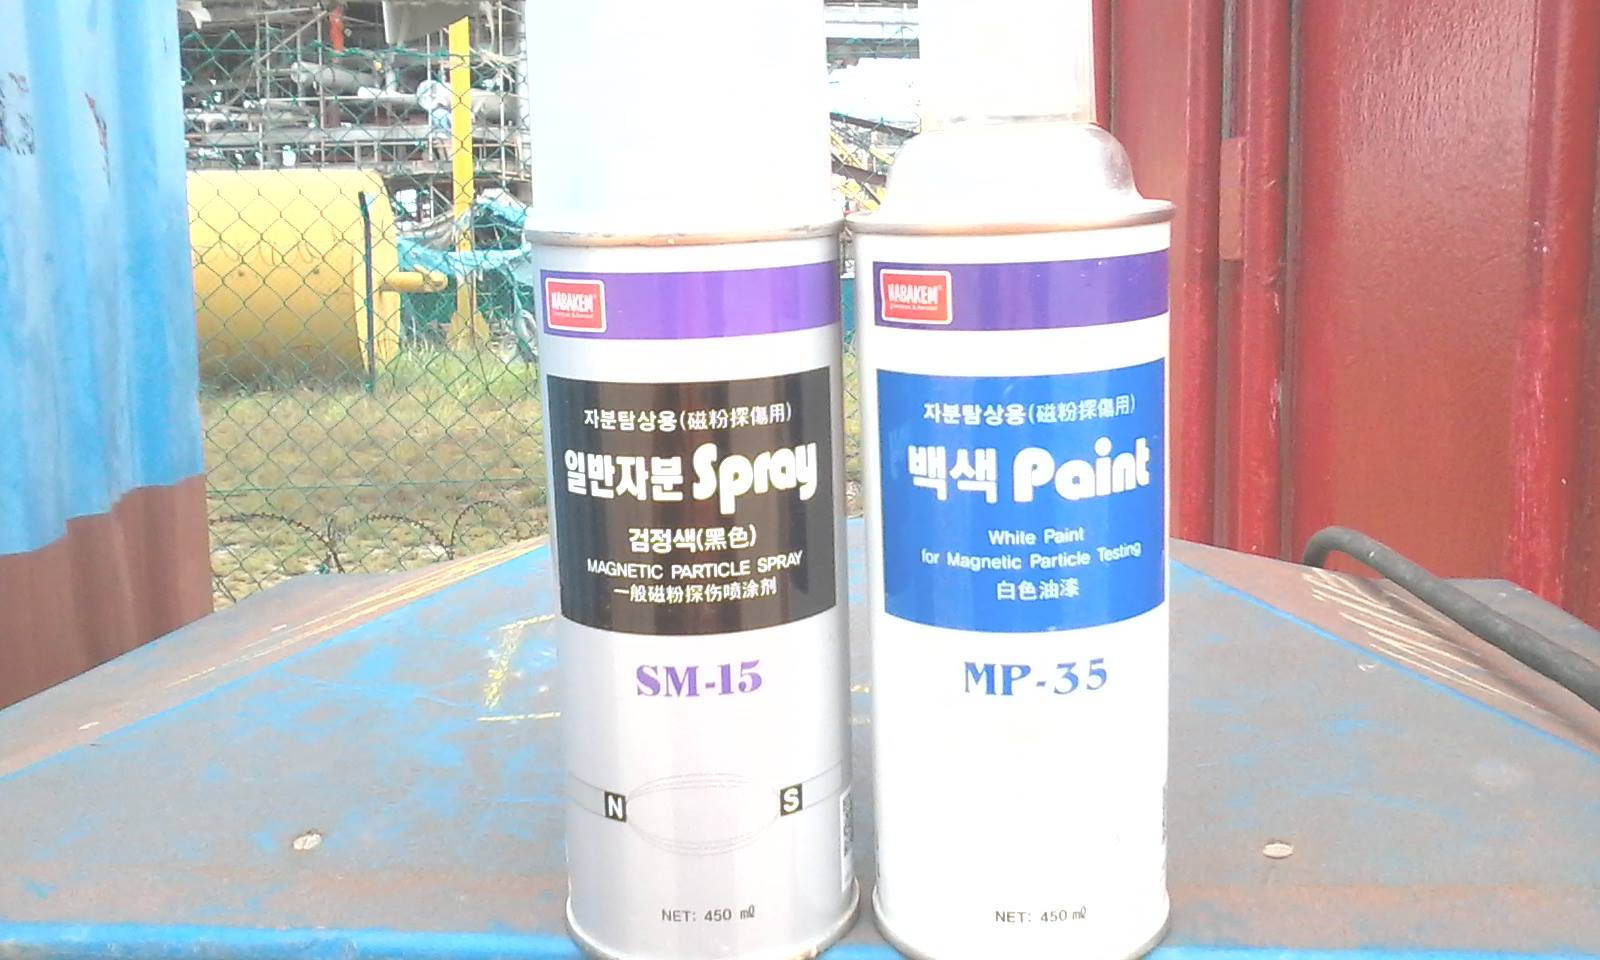 NABAKEM
자분탐상용(磁粉探傷用)
일반자분 Spray
검정색(黑色)
MAGNETIC PARTICLE SPRAY
一般磁粉探伤喷涂剂
SM-15
N S
NET: 450 ㎖
NABAKEM
자분탐상용(磁粉探傷用)
백색 Paint
White Paint
for Magnetic Particle Testing
白色油漆
MP-35
NET: 450 ㎖